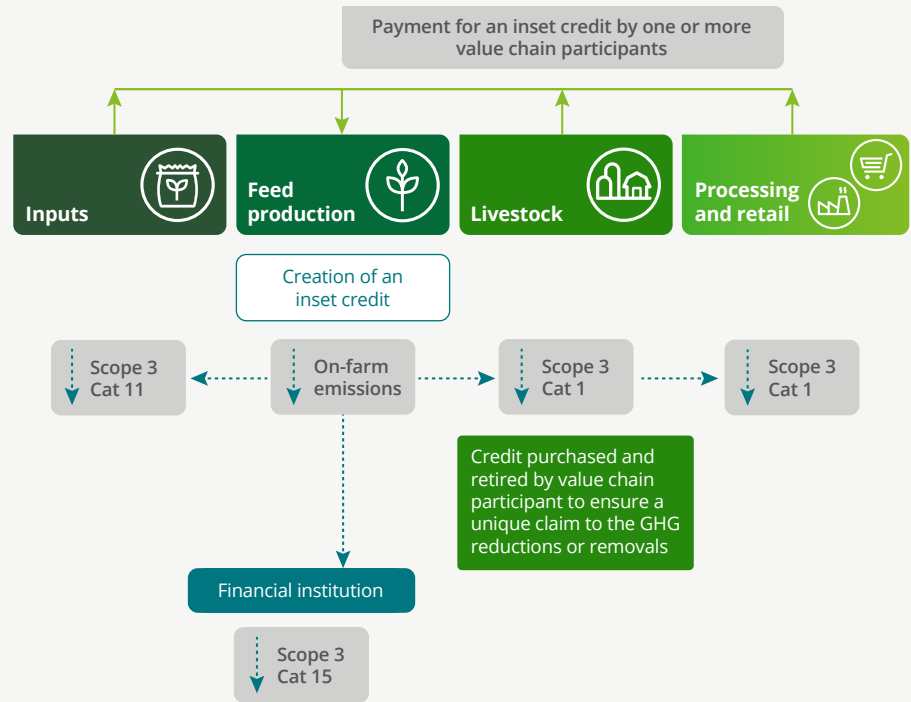 Payment for an inset credit by one or more
value chain participants
Inputs
Feed
production
Livestock
Processing
and retail
Creation of an
inset credit
Scope 3
Cat 11
On-farm
emissions
Scope 3
Cat 1
Scope 3
Cat 1
Credit purchased and
retired by value chain
participant to ensure a
unique claim to the GHG
reductions or removals
Financial institution
Scope 3
Cat 15